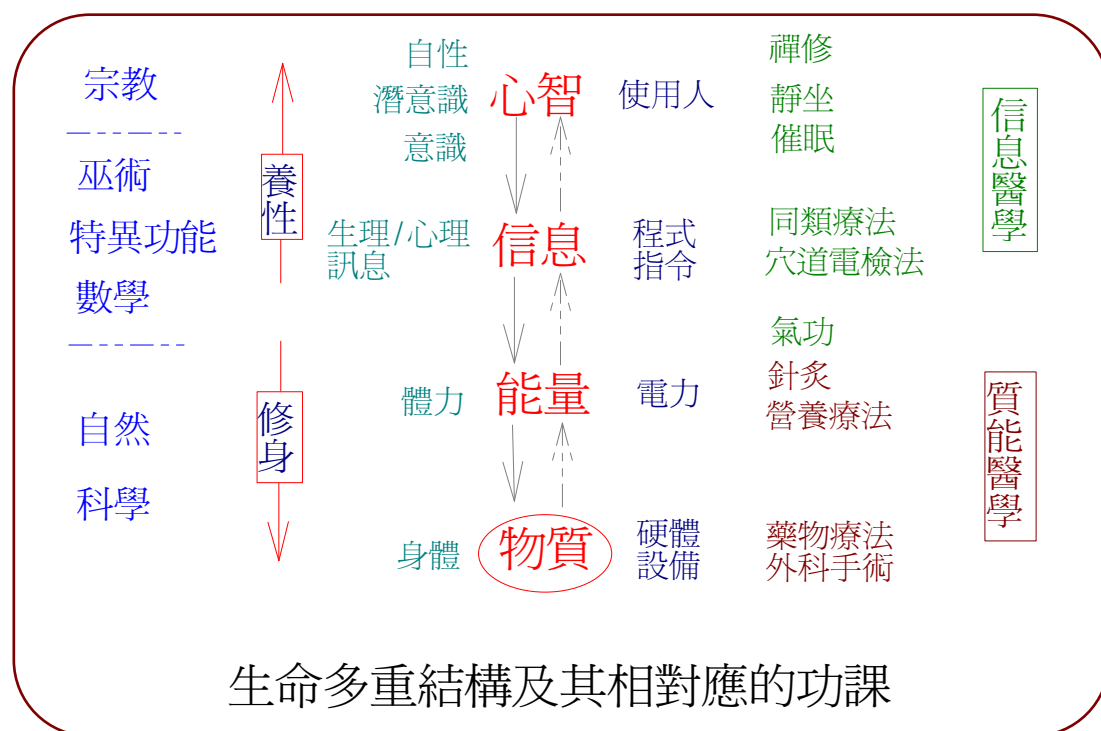 宗教
巫術
特異功能
數學
自然
科學
養性
修身
自性
潛意識
意識
生理/心理
訊息
體力
身體
心智
信息
能量
物質
使用人
程式
指令
電力
硬體
設備
禪修
靜坐
催眠
同類療法
穴道電檢法
氣功
針炙
營養療法
藥物療法
外科手術
信息醫學
質能醫學
生命多重結構及其相對應的功課